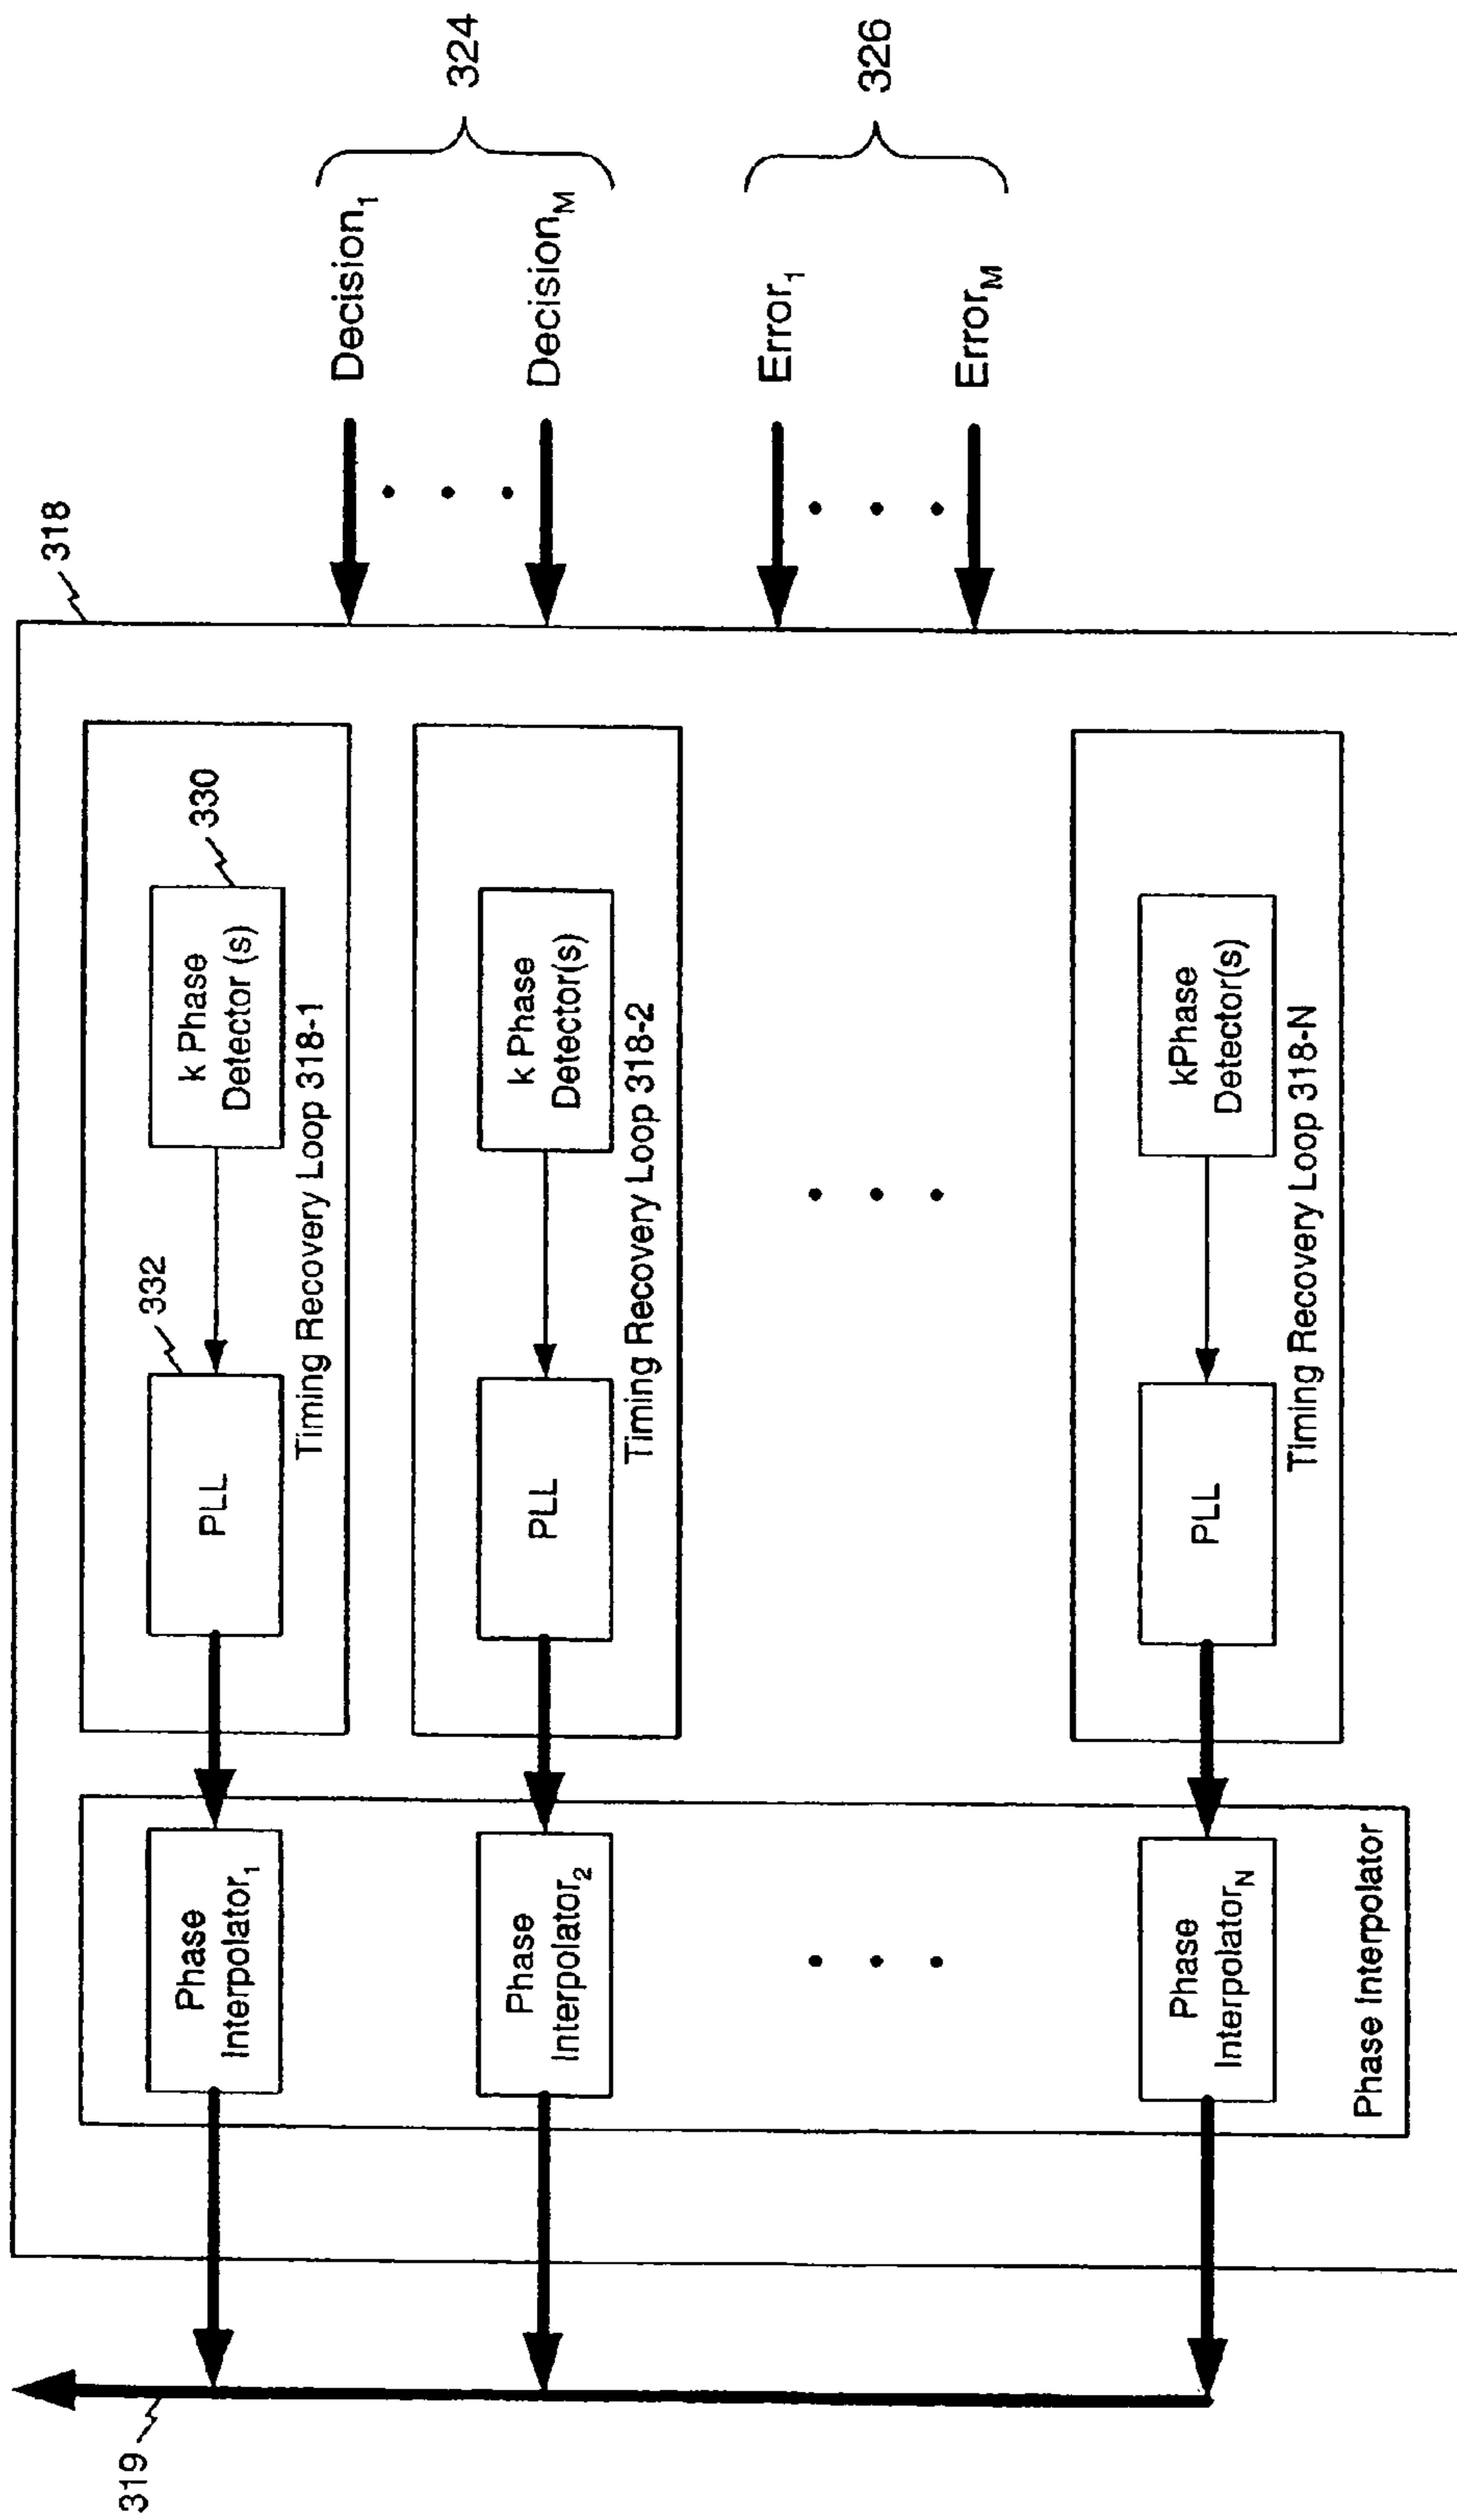 324
326
Decision1
DecisionM
Error1
ErrorM
318
330
k Phase
Detector (s)
332
PLL
Timing Recovery Loop 318-1
k Phase
Detector(s)
PLL
Timing Recovery Loop 318-2
kPhase
Detector(s)
PLL
Timing Recovery Loop 318-N
Phase
Interpolator1
Phase
Interpolator2
Phase
InterpolatorN
Phase Interpolator
319